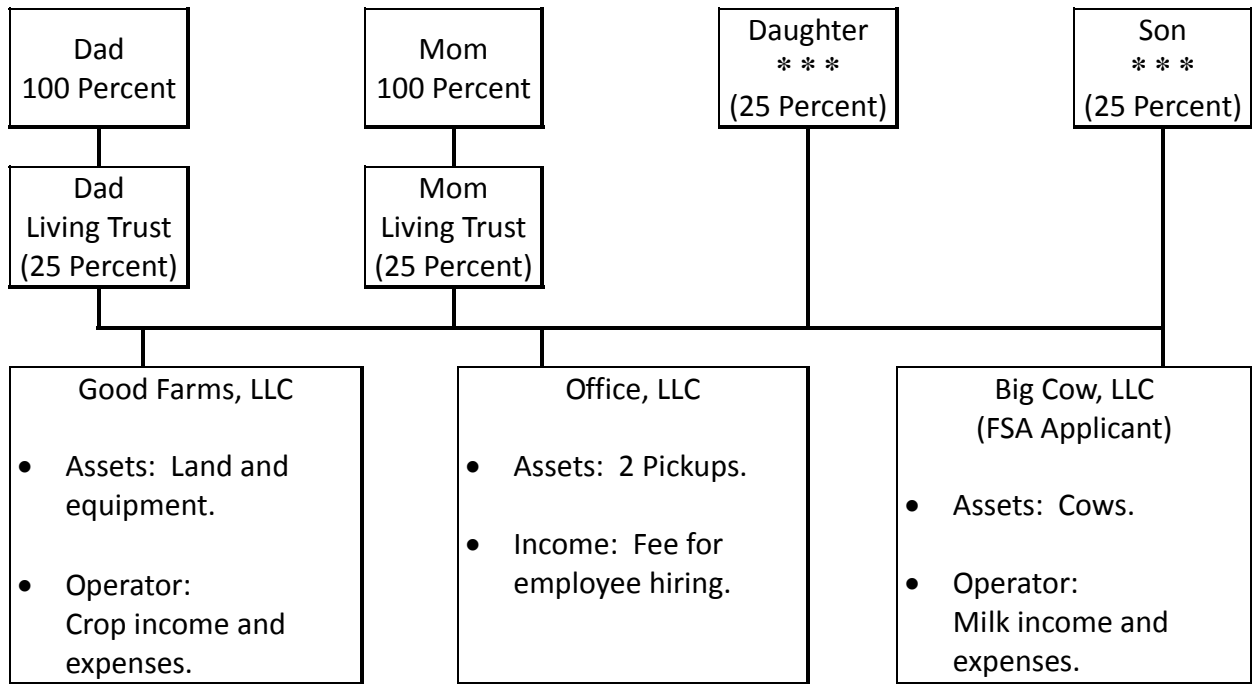 Dad
100 Percent
Mom
100 Percent
Daughter
* * *
(25 Percent)
Son
* * *
(25 Percent)
Dad
Living Trust
(25 Percent)
Mom
Living Trust
(25 Percent)
Good Farms, LLC
• Assets: Land and
equipment.
• Operator:
Crop income and
expenses.
Office, LLC
• Assets: 2 Pickups.
• Income: Fee for
employee hiring.
Big Cow, LLC
(FSA Applicant)
• Assets: Cows.
• Operator:
Milk income and
expenses.